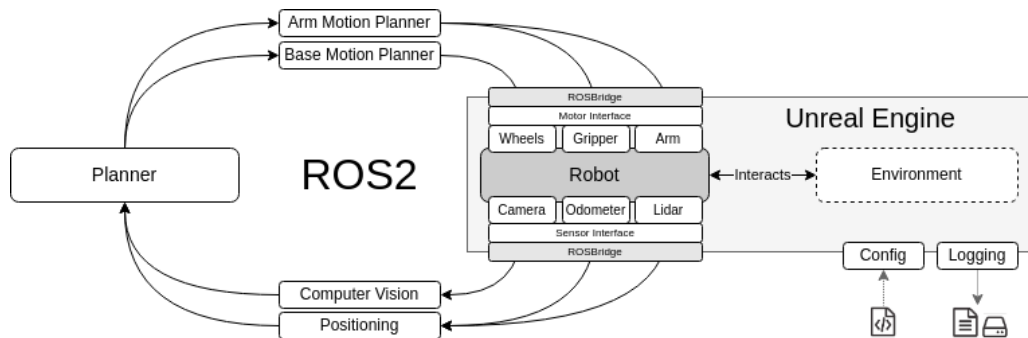 Arm Motion Planner
Base Motion Planner
ROSBridge
Motor Interface
Wheels
Gripper
Arm
Unreal Engine
Planner
ROS2
Robot
Interacts
Environment
Camera
Odometer
Lidar
Sensor Interface
ROSBridge
Config
Logging
Computer Vision
Positioning